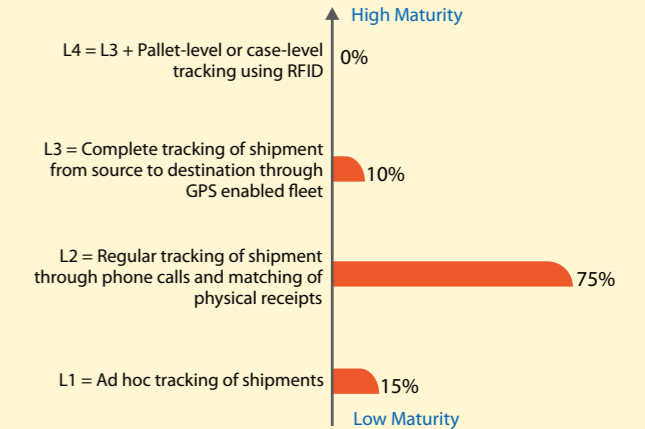 High Maturity
L4 = L3 + Pallet-level or case-level
tracking using RFID
0%
L3 = Complete tracking of shipment
from source to destination through
GPS enabled fleet
10%
L2 = Regular tracking of shipment
through phone calls and matching of
physical receipts
75%
L1 = Ad hoc tracking of shipments
15%
Low Maturity